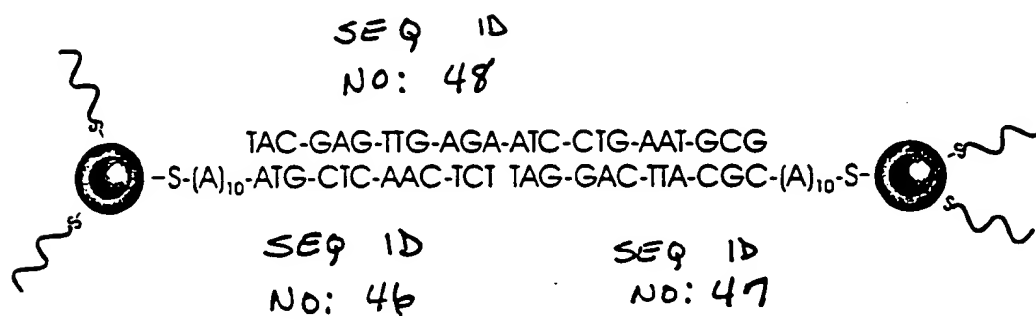 SEQ ID
NO: 48
TAC-GAG-TTG-AGA-ATC-CTG-AAT-GCG
-S-(A)10-ATG-CTC-AAC-TCT TAG-GAC-TTA-CGC-(A)10-S-
SEQ ID
NO: 46
SEQ ID
NO: 47
S
S
S
S